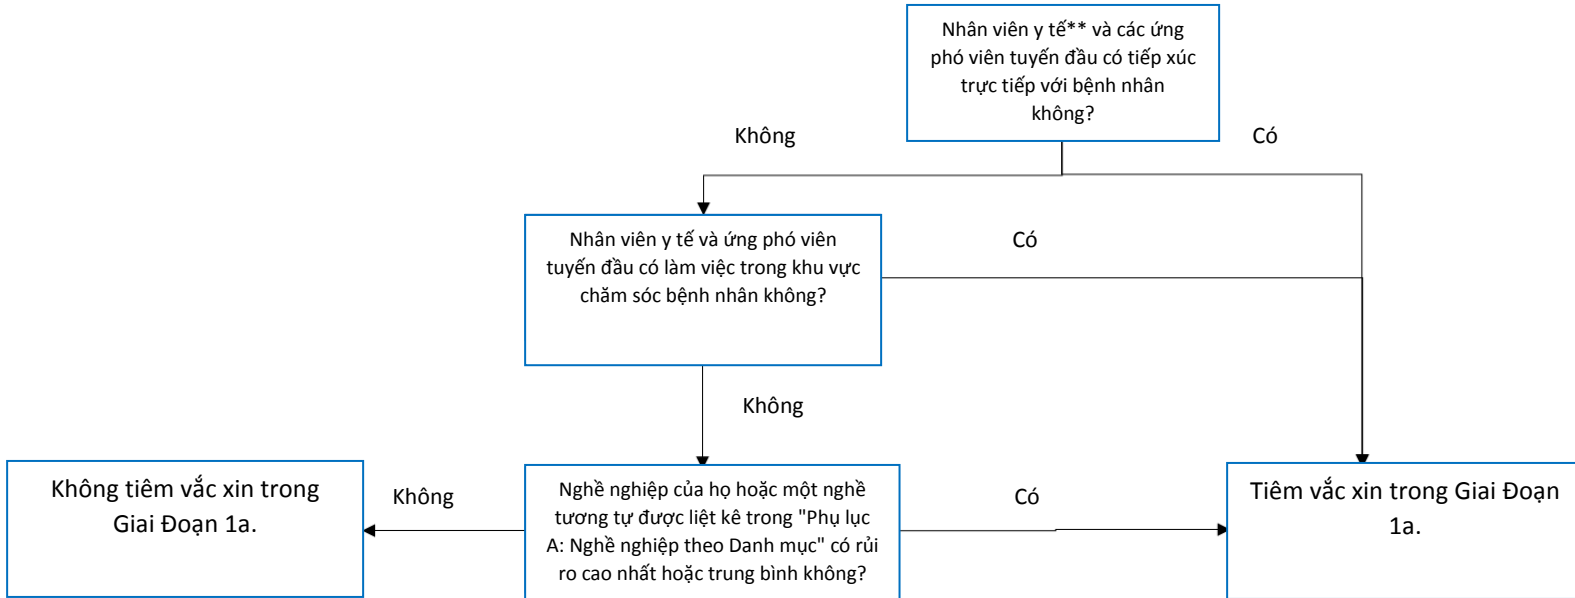 Nhân viên y tế** và các ứng
phó viên tuyến đầu có tiếp xúc
trực tiếp với bệnh nhân
không?
Không
Có
Nhân viên y tế và ứng phó viên
tuyến đầu có làm việc trong khu vực
chăm sóc bệnh nhân không?
Có
Không
Không tiêm vắc xin trong
Giai Đoạn 1a.
Không
Nghề nghiệp của họ hoặc một nghề
tương tự được liệt kê trong "Phụ lục
A: Nghề nghiệp theo Danh mục" có rủi
ro cao nhất hoặc trung bình không?
Có
Tiêm vắc xin trong Giai Đoạn
1a.